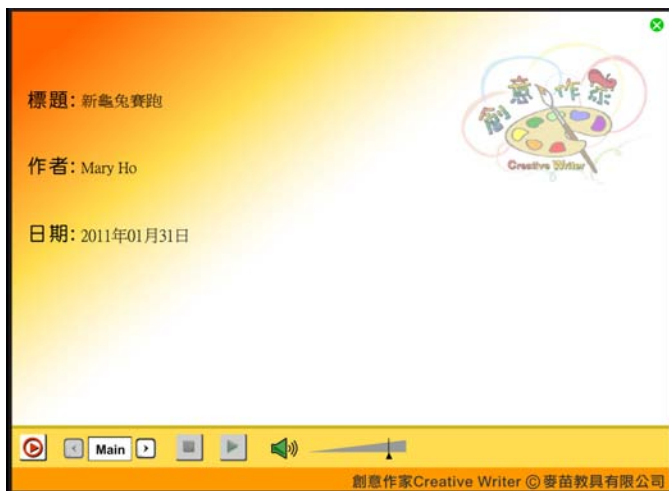 標題: 新龜兔賽跑
創意作家
Creative Writer
作者: Mary Ho
日期: 2011年01月31日
Main
創意作家Creative Writer ©麥苗教具有限公司